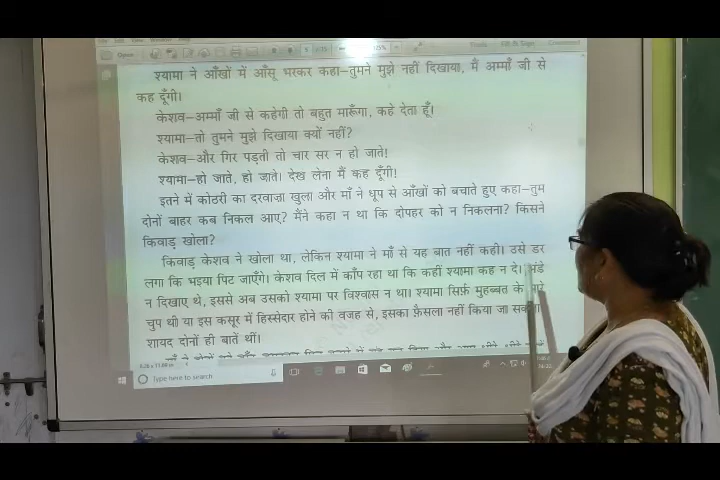 श्यामा ने आँखों में आँसू भरकर कहा–तुमने मुझे नहीं दिखाया, मैं अम्माँ जी से
कह दूँगी।
केशव–अम्माँ जी से कहेगी तो बहुत मारूँगा, कहे देता हूँ।
श्यामा–तो तुमने मुझे दिखाया क्यों नहीं?
केशव–और गिर पड़ती तो चार सर न हो जाते!
श्यामा–हो जाते, हो जाते। देख लेना मैं कह दूँगी!
इतने में कोठरी का दरवाज़ा खुला और माँ ने धूप से आँखों को बचाते हुए कहा–तुम
दोनों बाहर कब निकल आए? मैंने कहा न था कि दोपहर को न निकलना? किसने
किवाड़ खोला?
किवाड़ केशव ने खोला था, लेकिन श्यामा ने माँ से यह बात नहीं कही। उसे डर
लगा कि भइया पिट जाएँगे। केशव दिल में काँप रहा था कि कहीं श्यामा कह न दे। अंडे
न दिखाए थे, इससे अब उसको श्यामा पर विश्वास न था। श्यामा सिर्फ़ मुहब्बत के मारे
चुप थी या इस कसूर में हिस्सेदार होने की वजह से, इसका फ़ैसला नहीं किया जा
शायद दोनों ही बातें थीं।
Type here to search